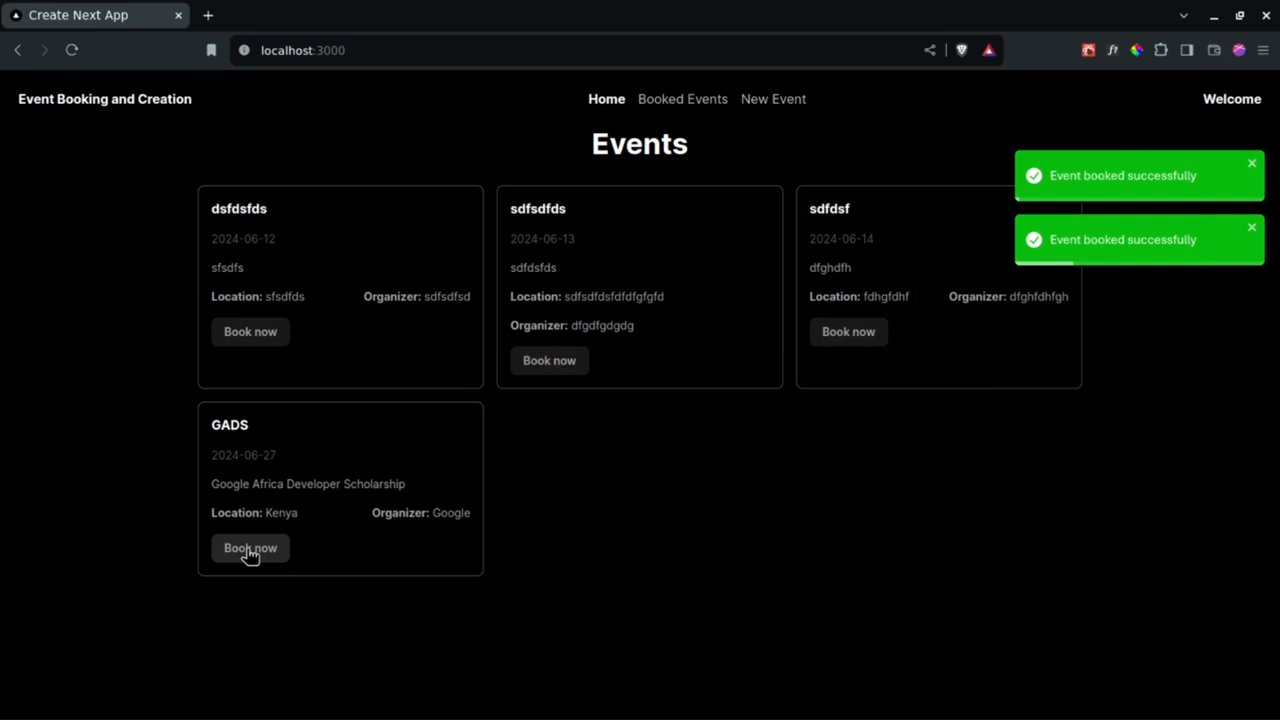 Create Next App
localhost:3000
Event Booking and Creation
Home Booked Events New Event
Welcome
Events
Event booked successfully
Event booked successfully
dsfdsfds
2024-06-12
sfsdfs
Location: sfsdfds Organizer: sdfsdfsd
Book now
sdfsdfds
2024-06-13
sdfdsfds
Location: sdfsdfdsfdfdfgfgfd
Organizer: dfgdfgdgdg
Book now
sdfdsf
2024-06-14
dfghdfh
Location: fdhgfdhf Organizer: dfghfdhfgh
Book now
GADS
2024-06-27
Google Africa Developer Scholarship
Location: Kenya Organizer: Google
Book now